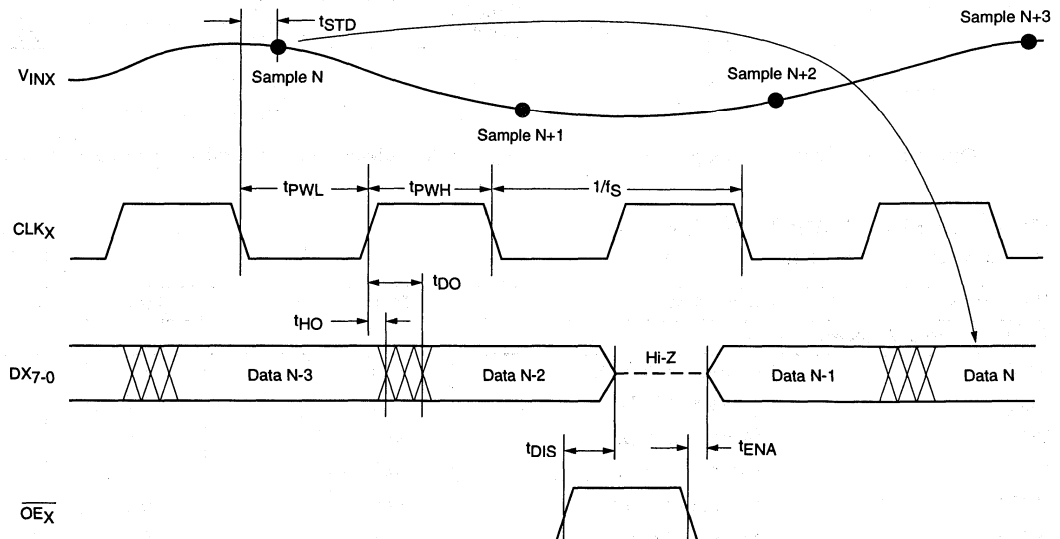 tSTD
Sample N+3
VINX
Sample N
Sample N+2
Sample N+1
tPWL
tPWH
1/fS
CLKX
tDO
tHO
Hi-Z
DX7-0
Data N-3
Data N-2
Data N-1
Data N
tDIS
tENA
OEX